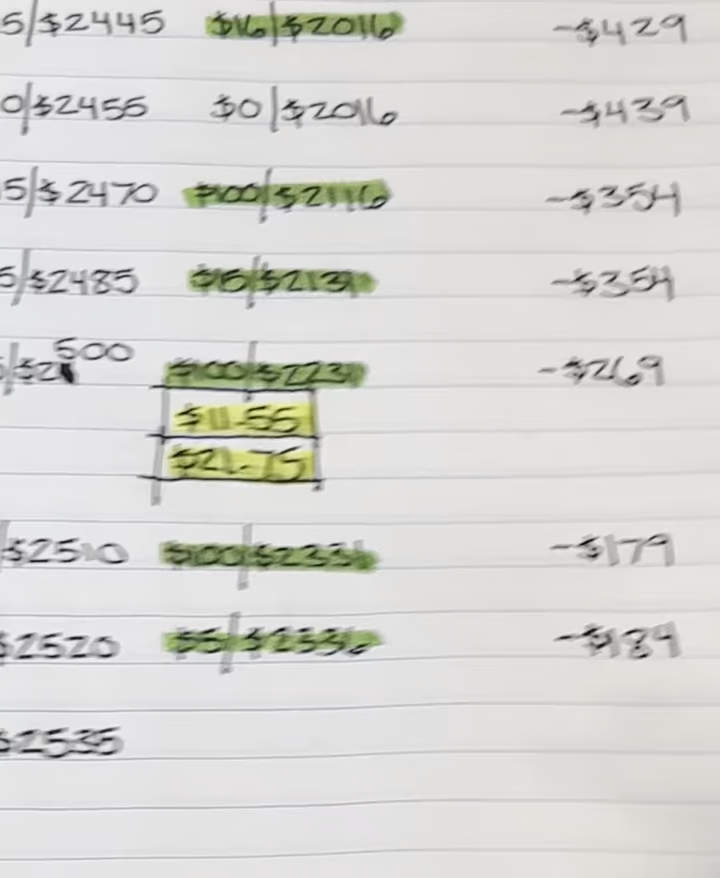 5/$2445 $16|$2016 -$429
0/$2455 $0|$2016 -$439
5/$2470 $100|$2116 -$354
5/$2485 $15|$2131 -$354
/$2500 $100|$2231 -$269
$11.55
$21.75
/$2510 $100|$2331 -$179
$2520 $5|$2336 -$184
$2535